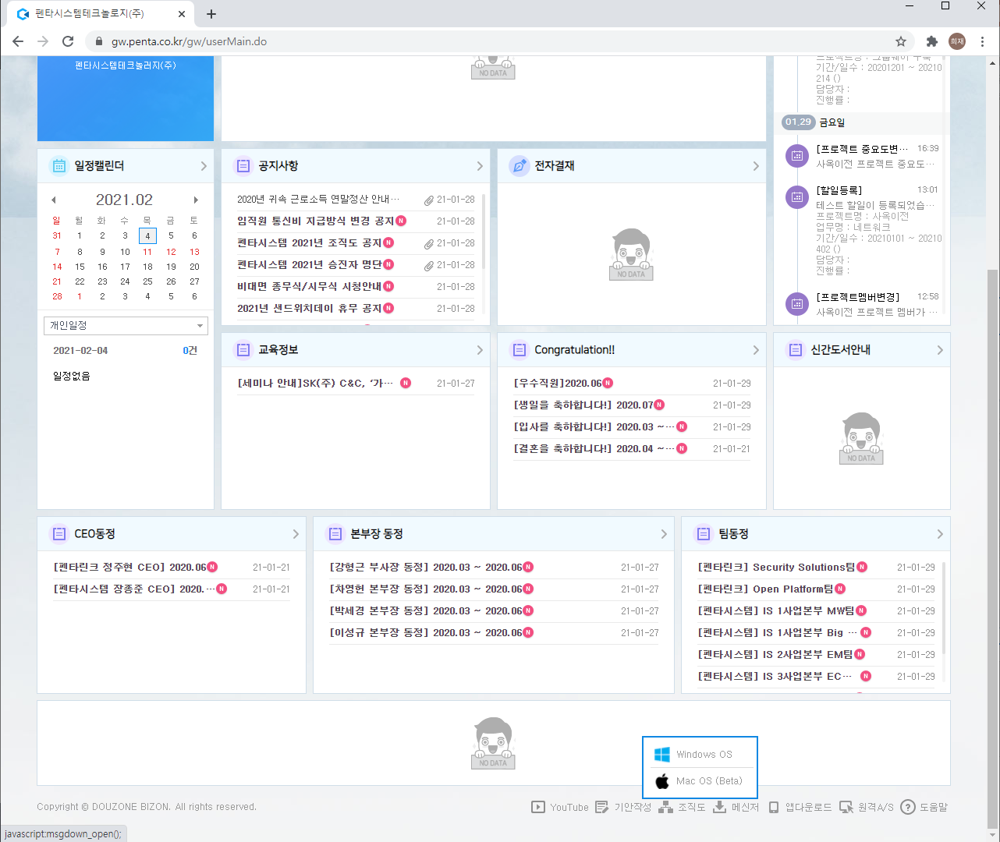 펜타시스템테크놀로지(주)
gw.penta.co.kr/gw/userMain.do
희재
펜타시스템테크놀러지(주)
NO DATA
프로젝트명 : 그룹웨어 구축
기간/일수 : 20201201 ~ 20210
214 ()
담당자 :
진행률 :
01.29 금요일
[프로젝트 중요도변… 16:39
사옥이전 프로젝트 중요도…
[할일등록] 13:01
테스트 할일이 등록되었습…
프로젝트명 : 사옥이전
업무명 : 네트워크
기간/일수 : 20210101 ~ 20210
402 ()
담당자 :
진행률 :
[프로젝트멤버변경] 12:58
사옥이전 프로젝트 멤버가 …
일정캘린더
2021.02
일 월 화 수 목 금 토
31 1 2 3 4 5 6
7 8 9 10 11 12 13
14 15 16 17 18 19 20
21 22 23 24 25 26 27
28 1 2 3 4 5 6
개인일정
2021-02-04 0건
일정없음
공지사항
2020년 귀속 근로소득 연말정산 안내… 21-01-28
임직원 통신비 지급방식 변경 공지 N 21-01-28
펜타시스템 2021년 조직도 공지 N 21-01-28
펜타시스템 2021년 승진자 명단 N 21-01-28
비대면 종무식/시무식 시청안내 N 21-01-28
2021년 샌드위치데이 휴무 공지 N 21-01-28
전자결재
NO DATA
교육정보
[세미나 안내]SK(주) C&C, ‘가… N 21-01-27
Congratulation!!
[우수직원]2020.06 N 21-01-29
[생일을 축하합니다!] 2020.07 N 21-01-29
[입사를 축하합니다!] 2020.03 ~… N 21-01-29
[결혼을 축하합니다!] 2020.04 ~… N 21-01-21
신간도서안내
NO DATA
CEO동정
[펜타링크 정주현 CEO] 2020.06 N 21-01-21
[펜타시스템 장종준 CEO] 2020.… N 21-01-21
본부장 동정
[강형근 부사장 동정] 2020.03 ~ 2020.06 N 21-01-27
[차영헌 본부장 동정] 2020.03 ~ 2020.06 N 21-01-27
[박세경 본부장 동정] 2020.03 ~ 2020.06 N 21-01-27
[이성규 본부장 동정] 2020.03 ~ 2020.06 N 21-01-27
팀동정
[펜타링크] Security Solutions팀 N 21-01-29
[펜타링크] Open Platform팀 N 21-01-29
[펜타시스템] IS 1사업본부 MW팀 N 21-01-29
[펜타시스템] IS 1사업본부 Big … N 21-01-29
[펜타시스템] IS 2사업본부 EM팀 N 21-01-29
[펜타시스템] IS 3사업본부 EC… N 21-01-29
NO DATA
Windows OS
Mac OS (Beta)
Copyright © DOUZONE BIZON. All rights reserved.
YouTube 기안작성 조직도 메신저 앱다운로드 원격A/S 도움말
javascript:msgdown_open();